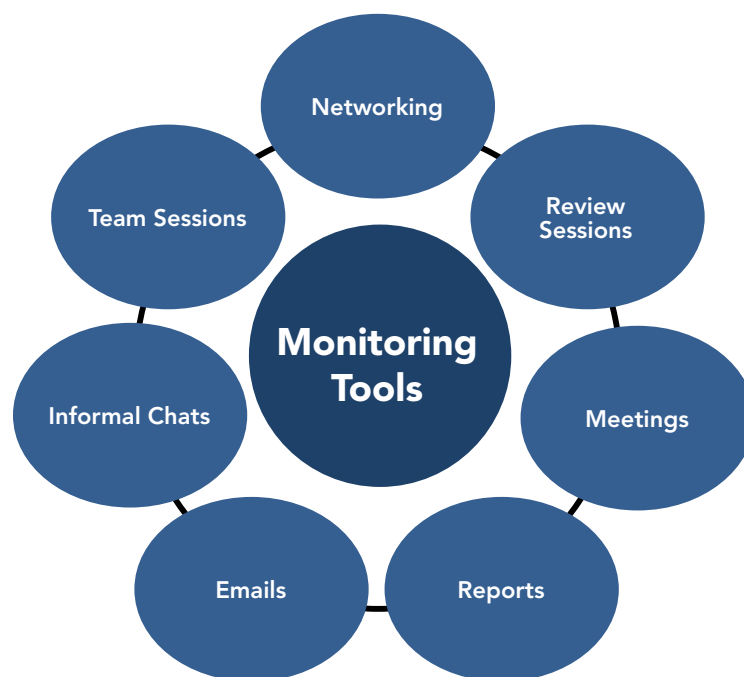 Networking
Review
Sessions
Team Sessions
Monitoring
Tools
Informal Chats
Meetings
Emails
Reports